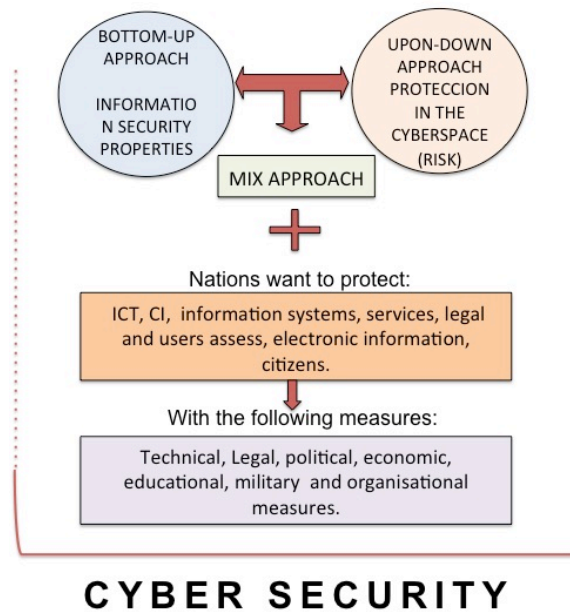 BOTTOM-UP
APPROACH
INFORMATIO
N SECURITY
PROPERTIES
UPON-DOWN
APPROACH
PROTECCION
IN THE
CYBERSPACE
(RISK)
MIX APPROACH
Nations want to protect:
ICT, CI, information systems, services, legal
and users assess, electronic information,
citizens.
With the following measures:
Technical, Legal, political, economic,
educational, military and organisational
measures.
CYBER SECURITY